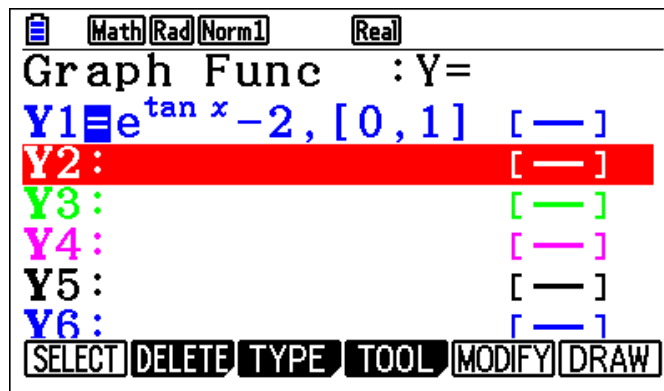 Math Rad Norm1 Real
Graph Func :Y=
Y1=e^tan x−2,[0,1] [—]
Y2: [—]
Y3: [—]
Y4: [—]
Y5: [—]
Y6: [—]
SELECT DELETE TYPE TOOL MODIFY DRAW